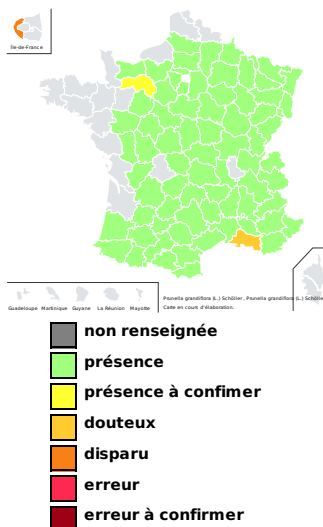 Île-de-France
Guadeloupe Martinique Guyane La Réunion Mayotte
Prunella grandiflora (L.) Schöller , Prunella grandiflora (L.) Schöller
Carte en cours d'élaboration.
non renseignée
présence
présence à confimer
douteux
disparu
erreur
erreur à confirmer